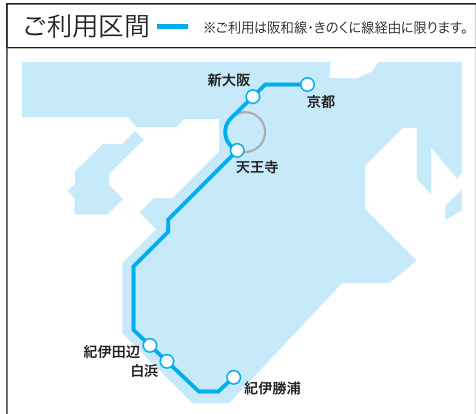 ご利用区間 ※ご利用は阪和線・きのくに線経由に限ります。
新大阪
京都
天王寺
紀伊田辺
白浜
紀伊勝浦